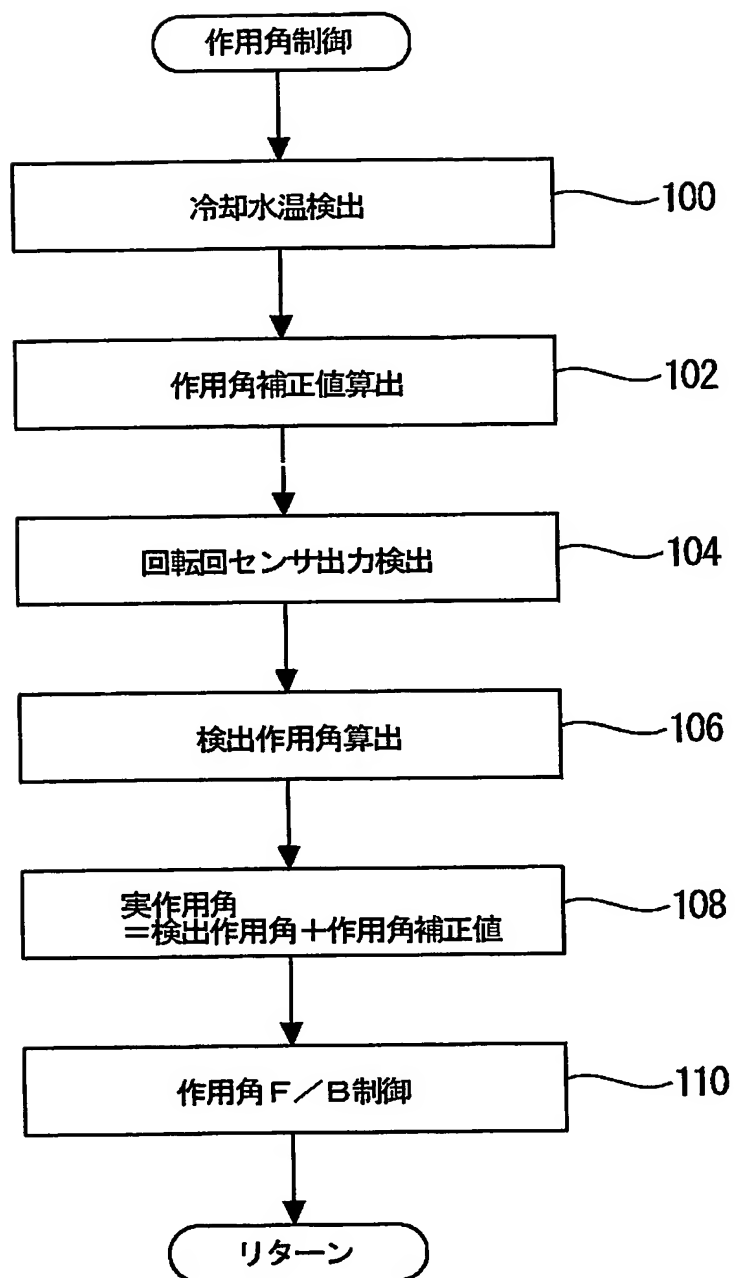 作用角制御
冷却水温検出
100
作用角補正値算出
102
回転回センサ出力検出
104
検出作用角算出
106
実作用角
＝検出作用角＋作用角補正値
108
作用角Ｆ／Ｂ制御
110
リターン